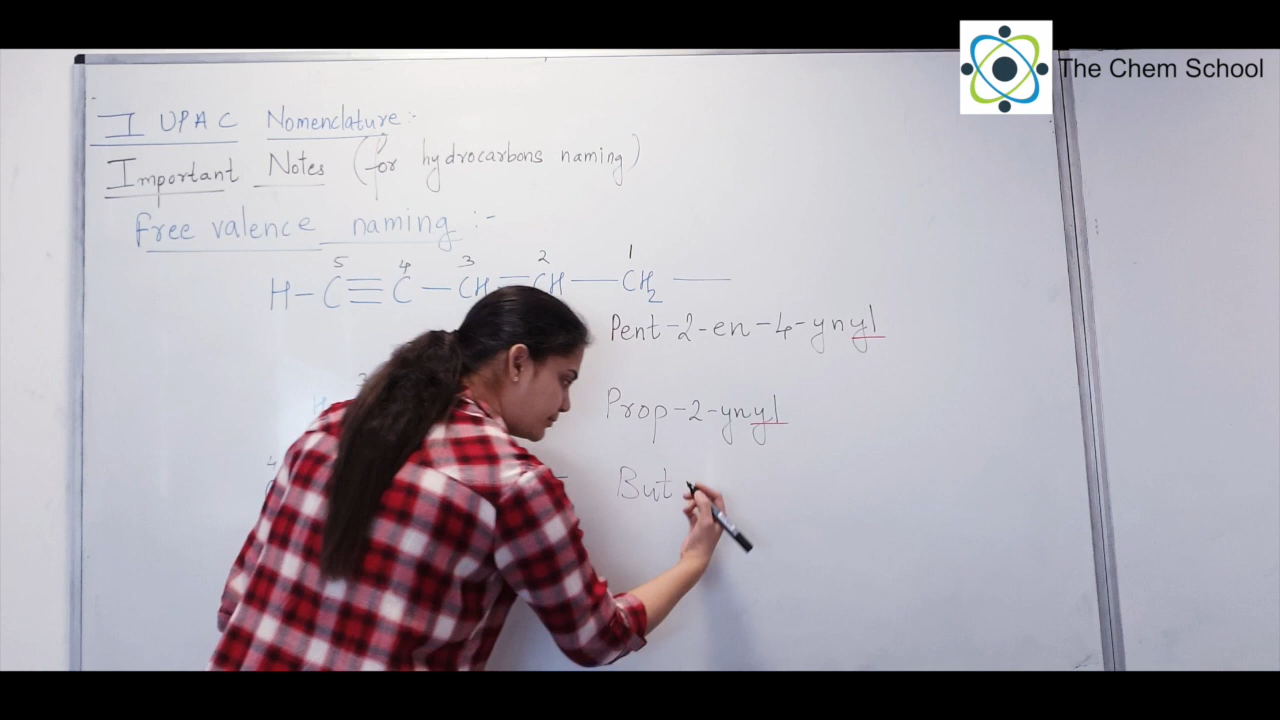 The Chem School
IUPAC Nomenclature:-
Important Notes (for hydrocarbons naming)
Free valence naming :-
5 4 3 2 1
H–C≡C–CH=CH–CH₂–
Pent-2-en-4-ynyl
Prop-2-ynyl
4
But